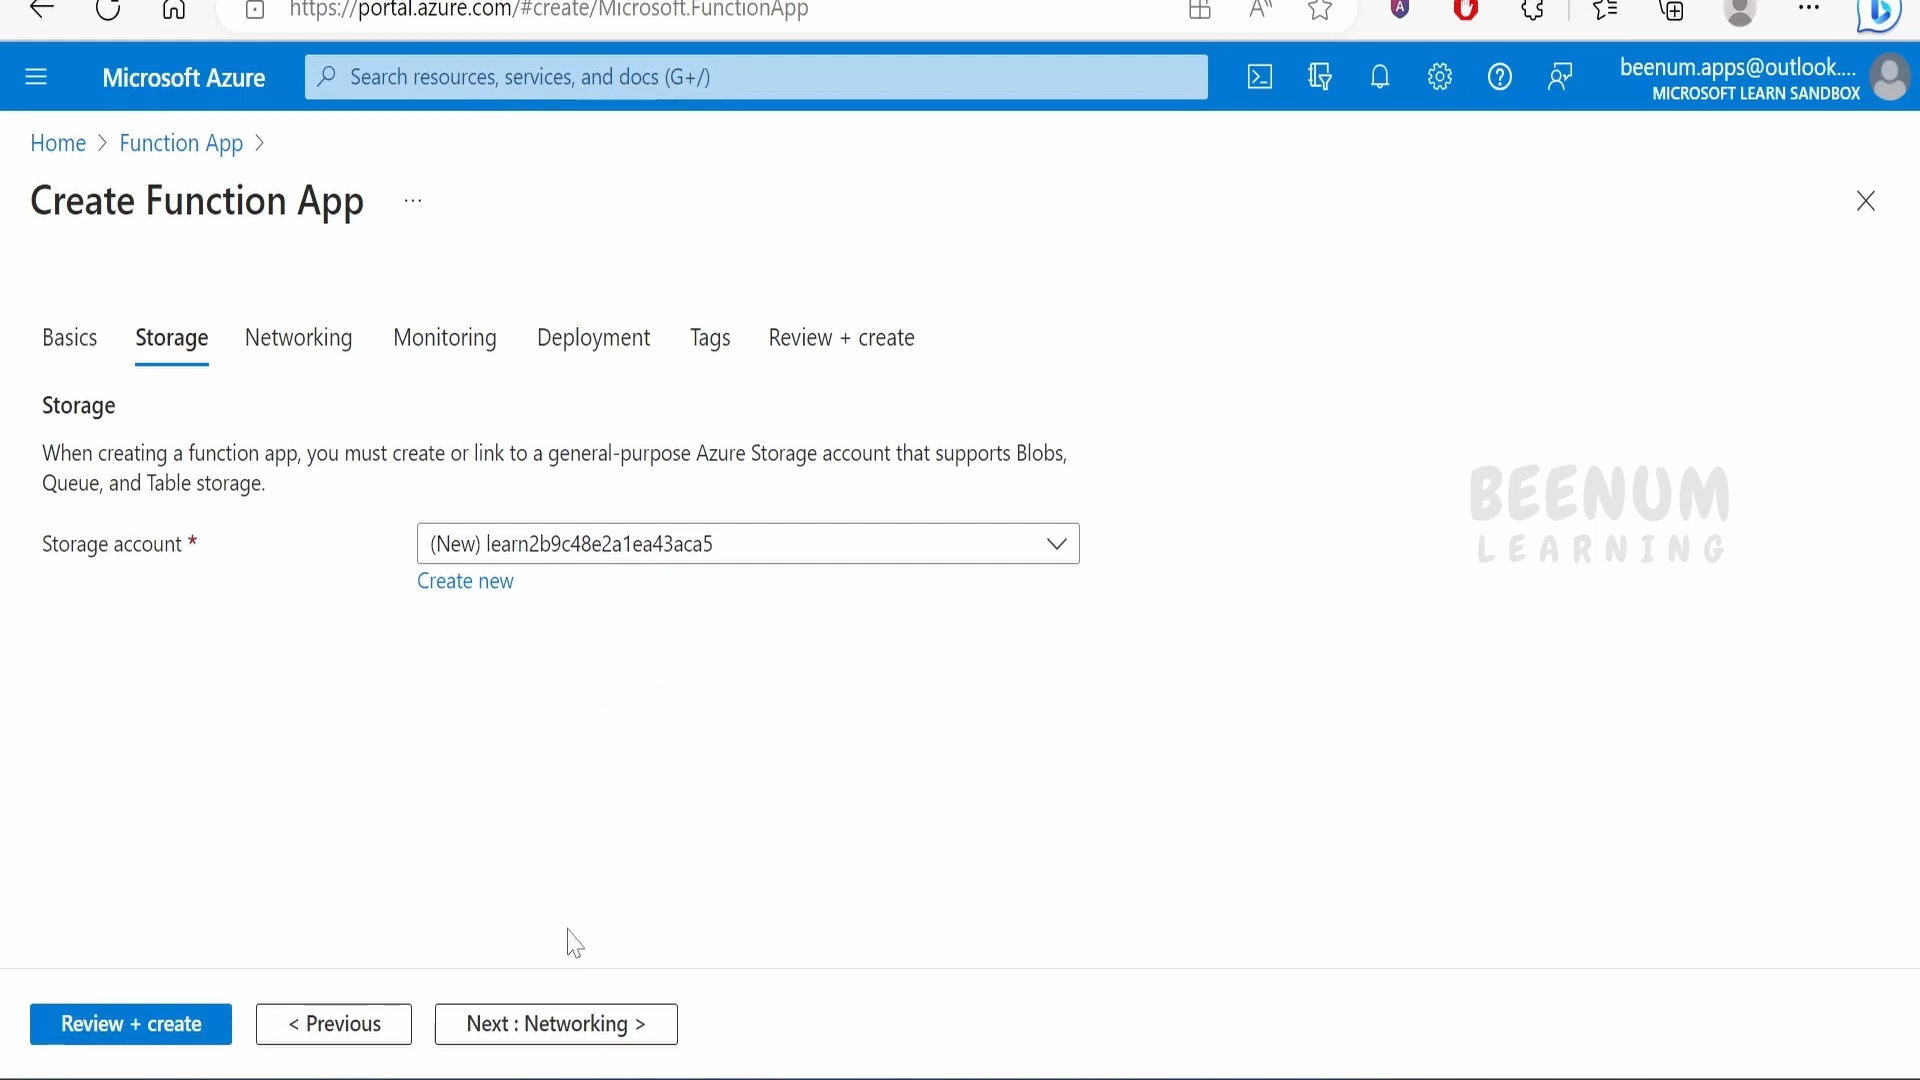 https://portal.azure.com/#create/Microsoft.FunctionApp
A
Microsoft Azure
Search resources, services, and docs (G+/)
beenum.apps@outlook....
MICROSOFT LEARN SANDBOX
Home > Function App >
Create Function App ...
Basics Storage Networking Monitoring Deployment Tags Review + create
Storage
When creating a function app, you must create or link to a general-purpose Azure Storage account that supports Blobs,
Queue, and Table storage.
Storage account *
(New) learn2b9c48e2a1ea43aca5
Create new
BEENUM
LEARNING
Review + create
< Previous
Next : Networking >